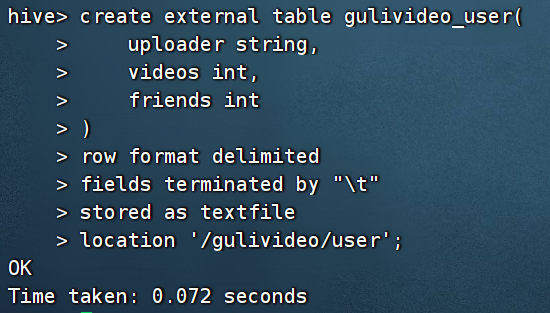 hive> create external table gulivideo_user(
    >     uploader string,
    >     videos int,
    >     friends int
    > )
    > row format delimited
    > fields terminated by "\t"
    > stored as textfile
    > location '/gulivideo/user';
OK
Time taken: 0.072 seconds